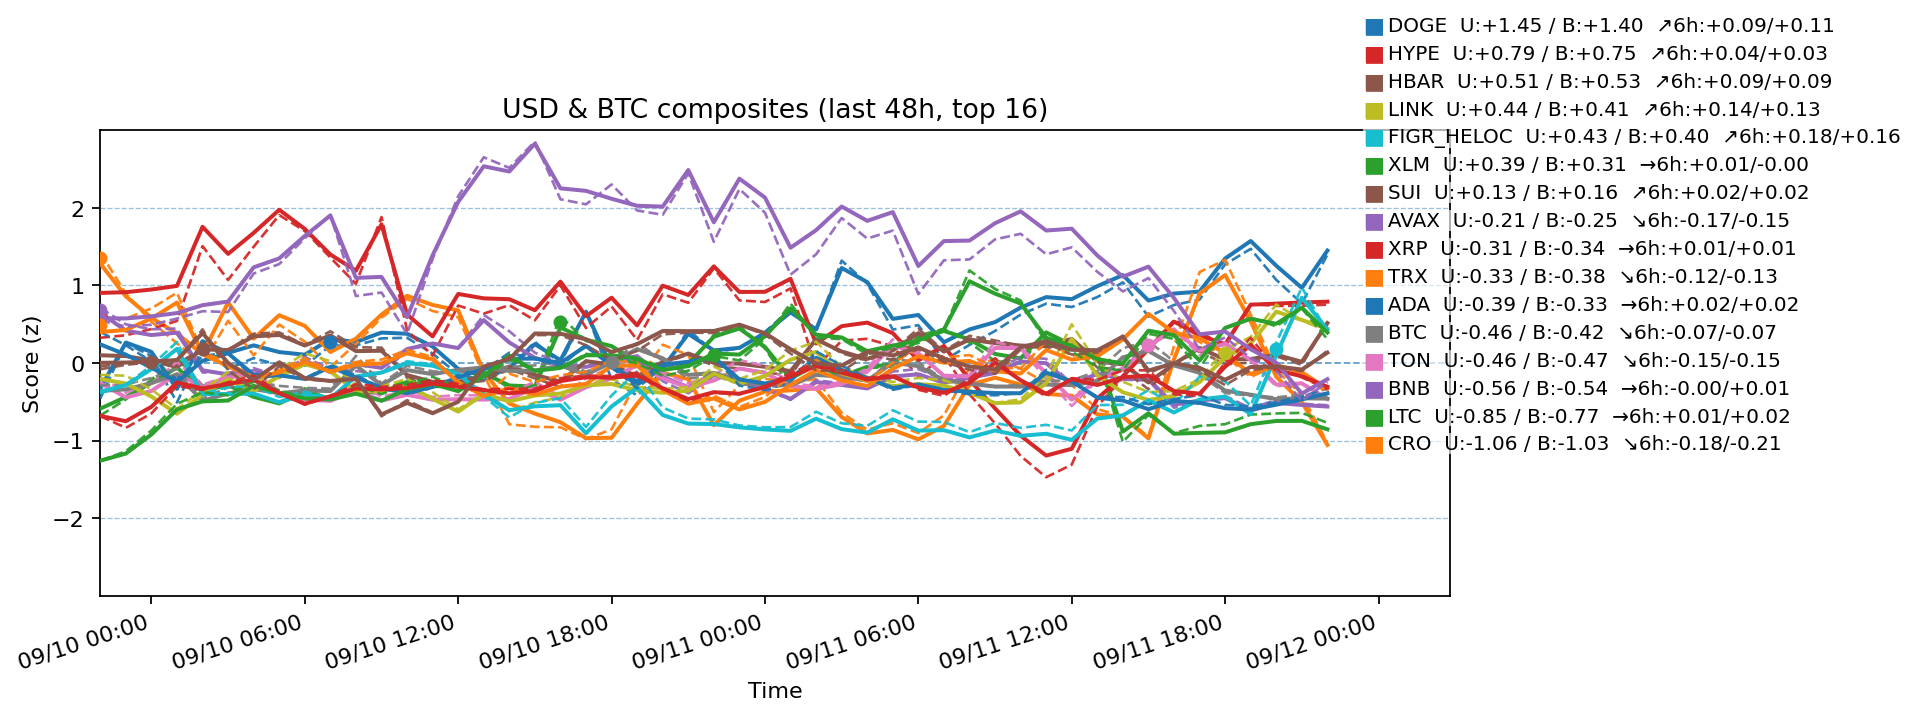 DOGE  U:+1.45 / B:+1.40  ↗6h:+0.09/+0.11
HYPE  U:+0.79 / B:+0.75  ↗6h:+0.04/+0.03
HBAR  U:+0.51 / B:+0.53  ↗6h:+0.09/+0.09
LINK  U:+0.44 / B:+0.41  ↗6h:+0.14/+0.13
FIGR_HELOC  U:+0.43 / B:+0.40  ↗6h:+0.18/+0.16
XLM  U:+0.39 / B:+0.31  →6h:+0.01/-0.00
SUI  U:+0.13 / B:+0.16  ↗6h:+0.02/+0.02
AVAX  U:-0.21 / B:-0.25  ↘6h:-0.17/-0.15
XRP  U:-0.31 / B:-0.34  →6h:+0.01/+0.01
TRX  U:-0.33 / B:-0.38  ↘6h:-0.12/-0.13
ADA  U:-0.39 / B:-0.33  →6h:+0.02/+0.02
BTC  U:-0.46 / B:-0.42  ↘6h:-0.07/-0.07
TON  U:-0.46 / B:-0.47  ↘6h:-0.15/-0.15
BNB  U:-0.56 / B:-0.54  →6h:-0.00/+0.01
LTC  U:-0.85 / B:-0.77  →6h:+0.01/+0.02
CRO  U:-1.06 / B:-1.03  ↘6h:-0.18/-0.21
USD & BTC composites (last 48h, top 16)
Score (z)
2
1
0
−1
−2
09/10 00:00
09/10 06:00
09/10 12:00
09/10 18:00
09/11 00:00
09/11 06:00
09/11 12:00
09/11 18:00
09/12 00:00
Time